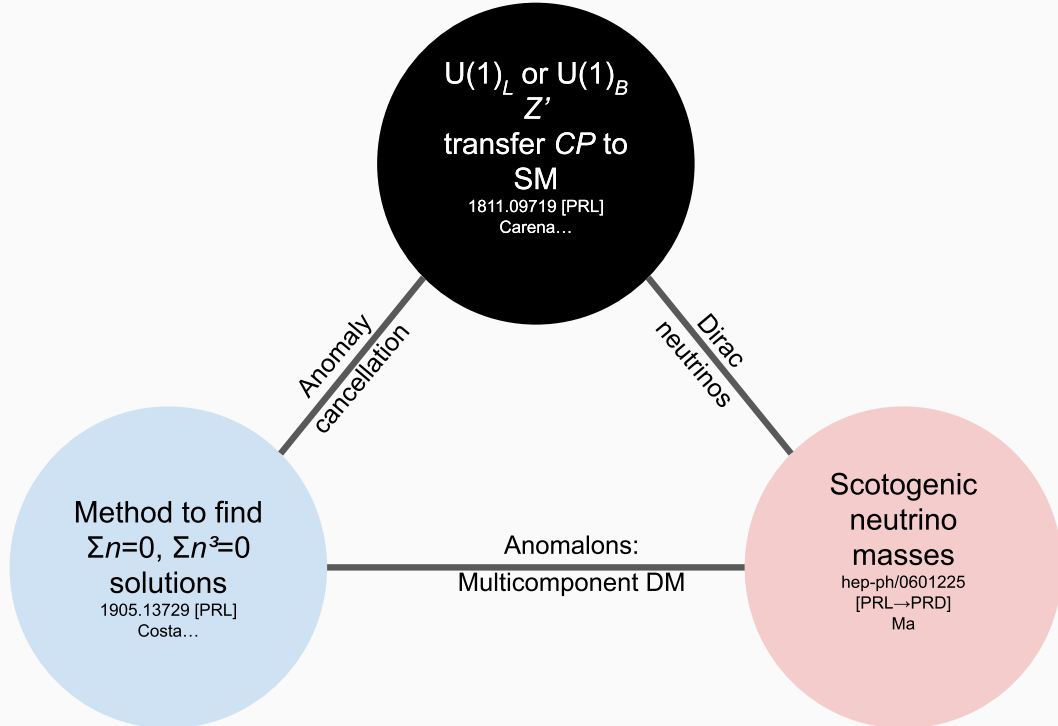 U(1)L or U(1)B
Z’
transfer CP to
SM
1811.09719 [PRL]
Carena…
Anomaly
cancellation
Dirac
neutrinos
Method to find
Σn=0, Σn³=0
solutions
1905.13729 [PRL]
Costa…
Anomalons:
Multicomponent DM
Scotogenic
neutrino
masses
hep-ph/0601225
[PRL→PRD]
Ma